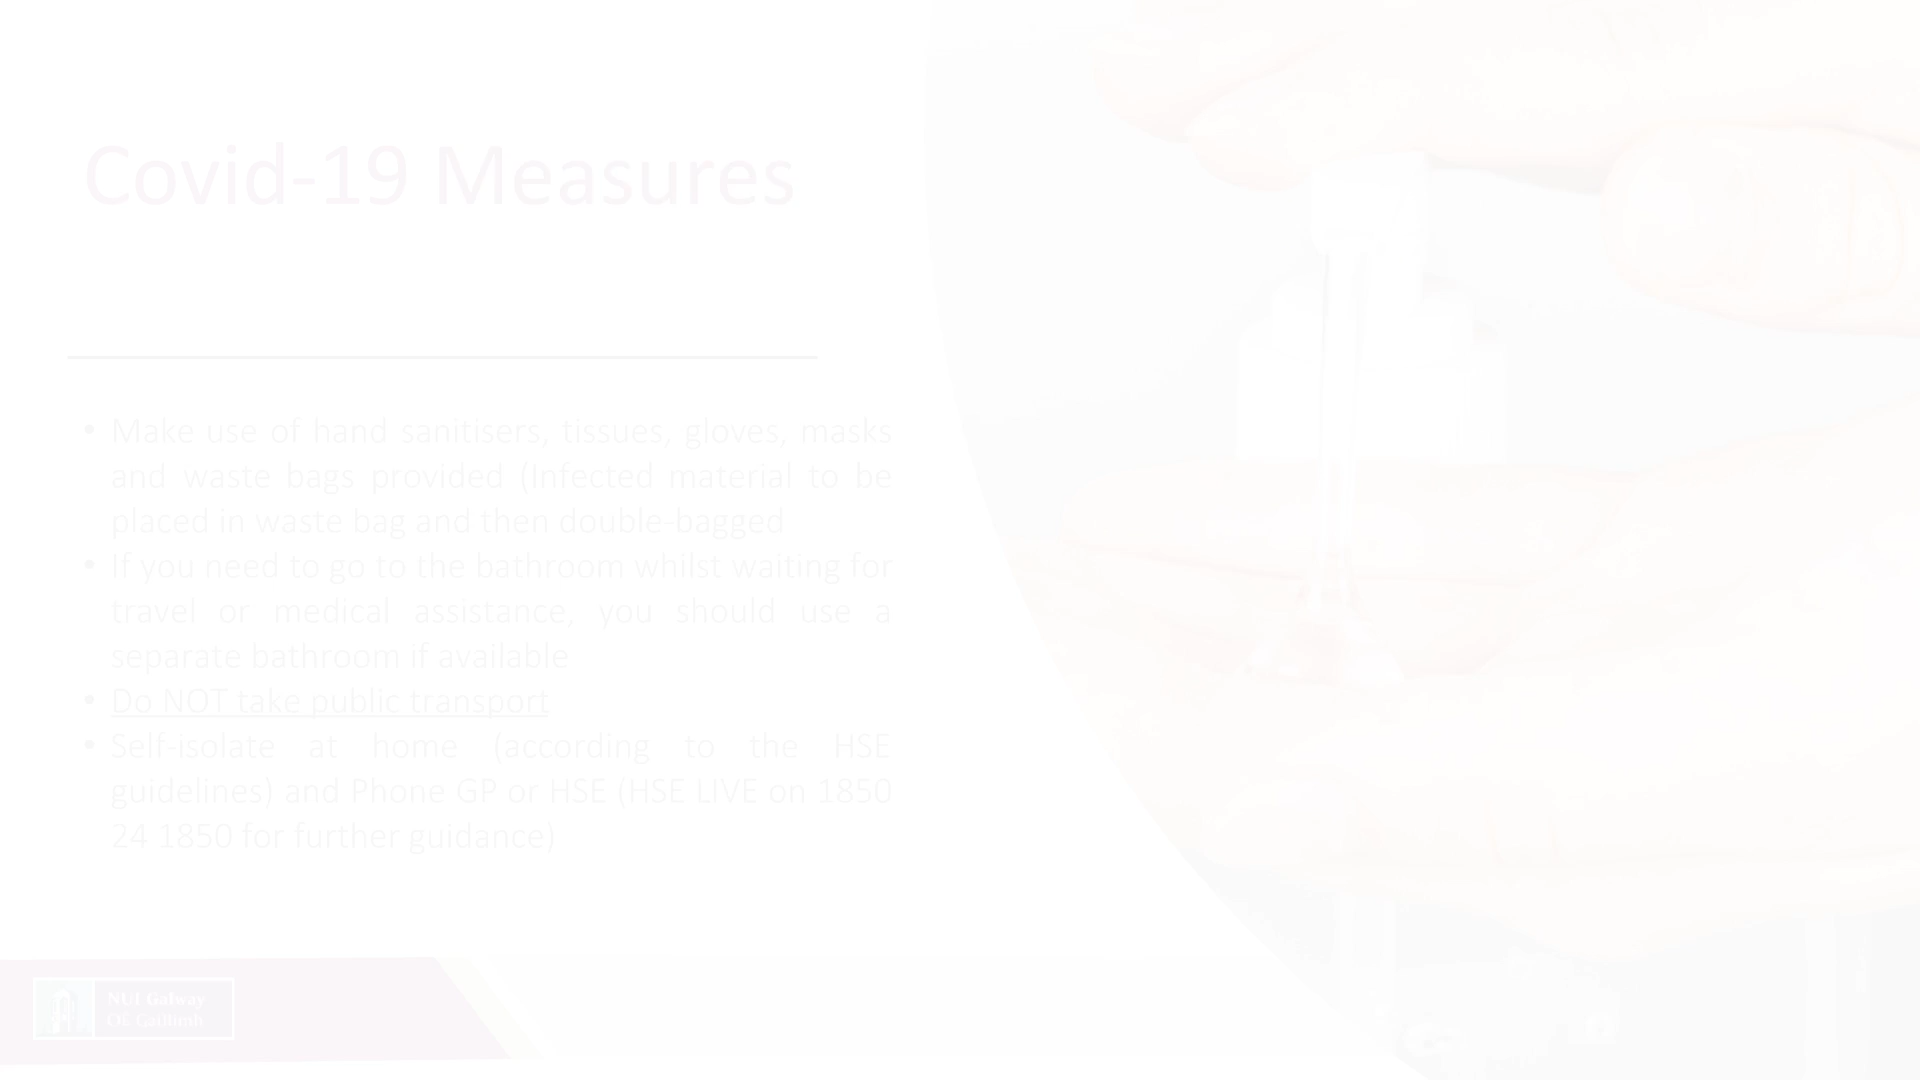 Covid-19 Measures
• Make use of hand sanitisers, tissues, gloves, masks
and waste bags provided (Infected material to be
placed in waste bag and then double-bagged
• If you need to go to the bathroom whilst waiting for
travel or medical assistance, you should use a
separate bathroom if available
• Do NOT take public transport
• Self-isolate at home (according to the HSE
guidelines) and Phone GP or HSE (HSE LIVE on 1850
24 1850 for further guidance)
NUI Galway
OÉ Gaillimh